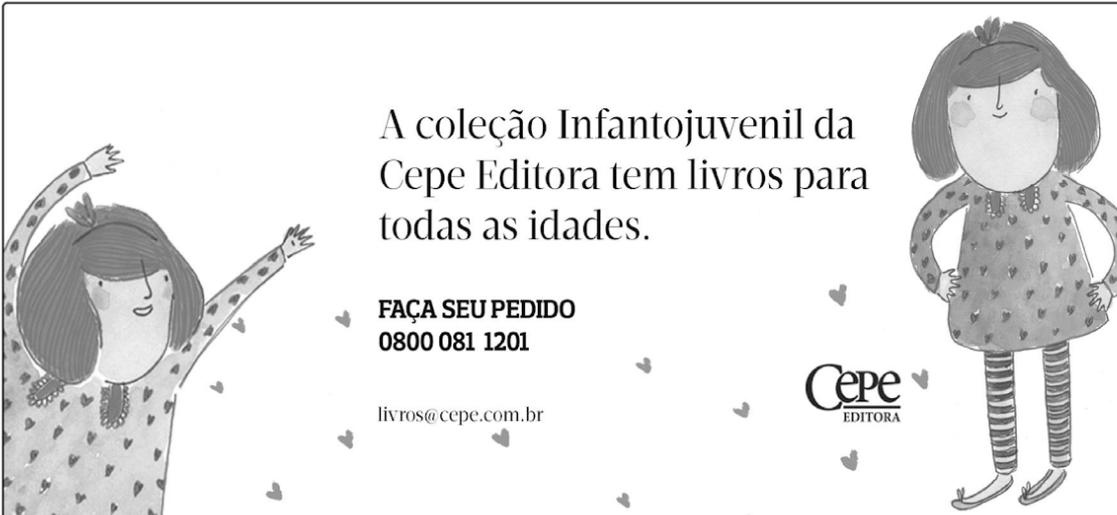 A coleção Infantojuvenil da
Cepe Editora tem livros para
todas as idades.
FAÇA SEU PEDIDO
0800 081 1201
livros@cepe.com.br
Cepe
EDITORA